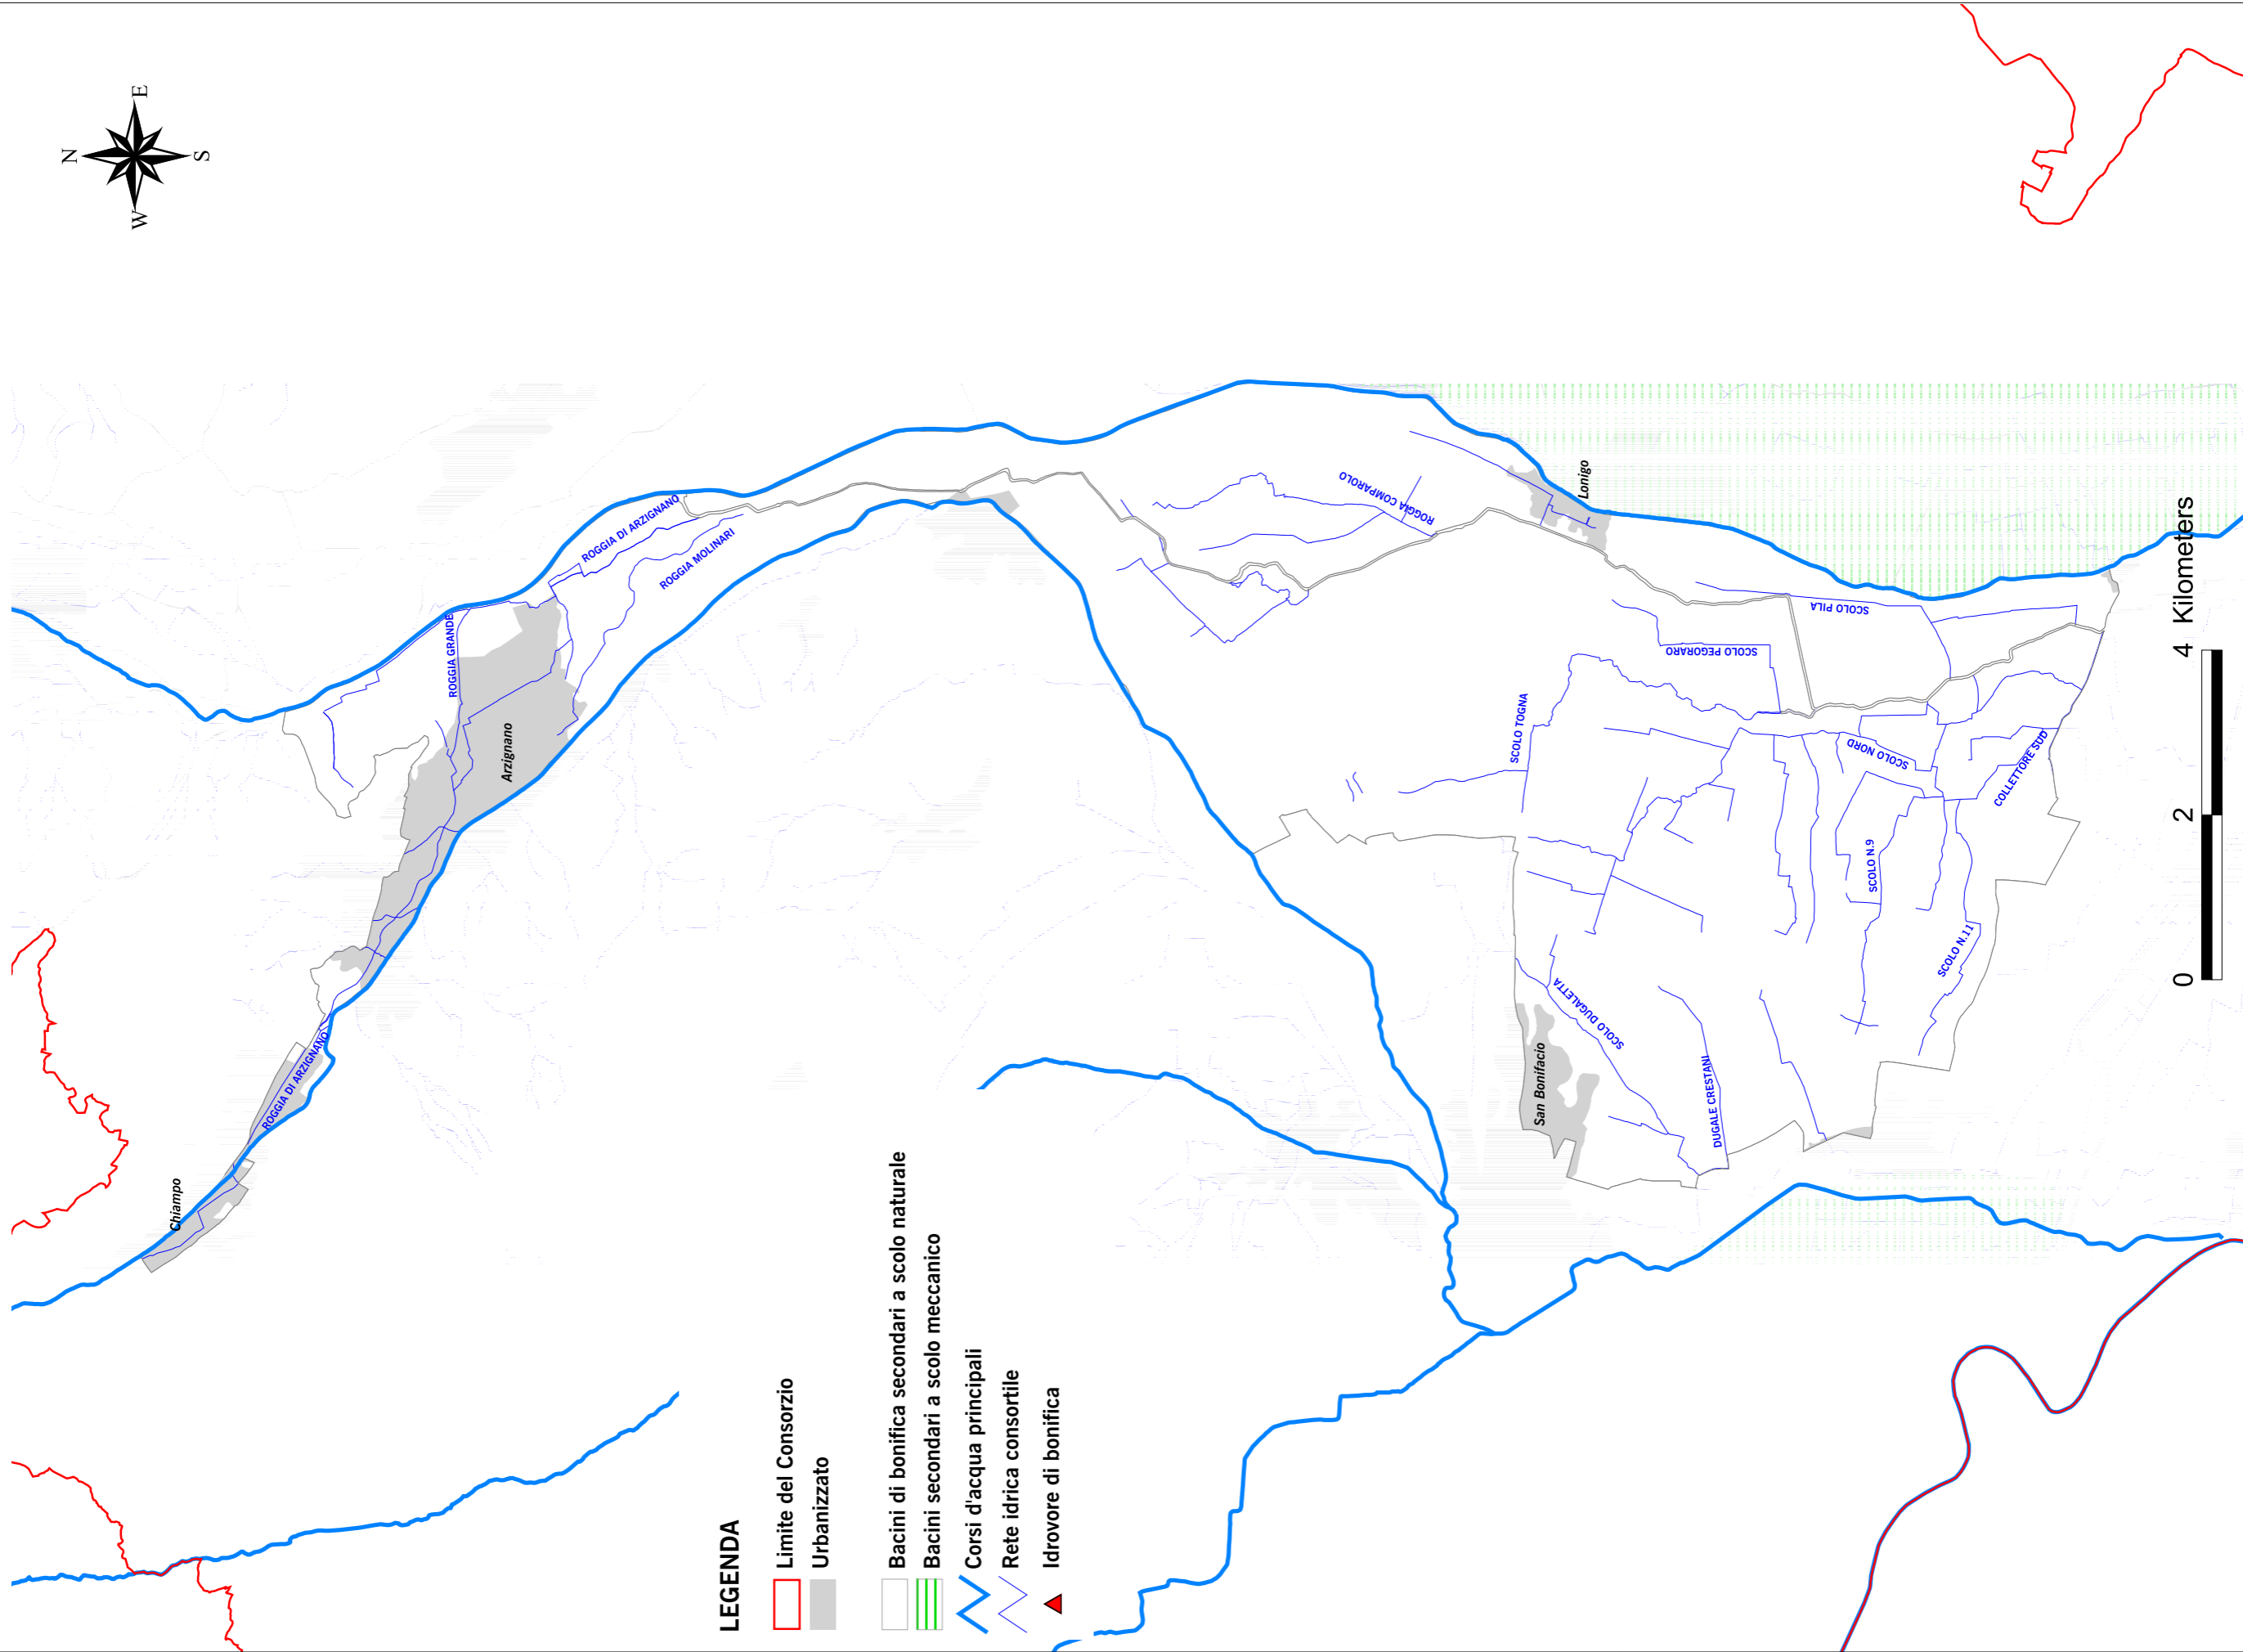 N
W
E
S
Chiampo
ROGGIA DI ARZIGNANO
ROGGIA GRANDE
Arzignano
ROGGIA DI ARZIGNANO
ROGGIA MOLINARI
ROGGIA COMPAROLO
Lonigo
SCOLO TOGNA
SCOLO PEGORARO
SCOLO PILA
SCOLO NORD
COLLETTORE SUD
SCOLO N.9
SCOLO N.11
SCOLO DUGALETTA
San Bonifacio
DUGALE CRESTANI
LEGENDA
Limite del Consorzio
Urbanizzato
Bacini di bonifica secondari a scolo naturale
Bacini secondari a scolo meccanico
Corsi d'acqua principali
Rete idrica consortile
Idrovore di bonifica
0 2 4 Kilometers